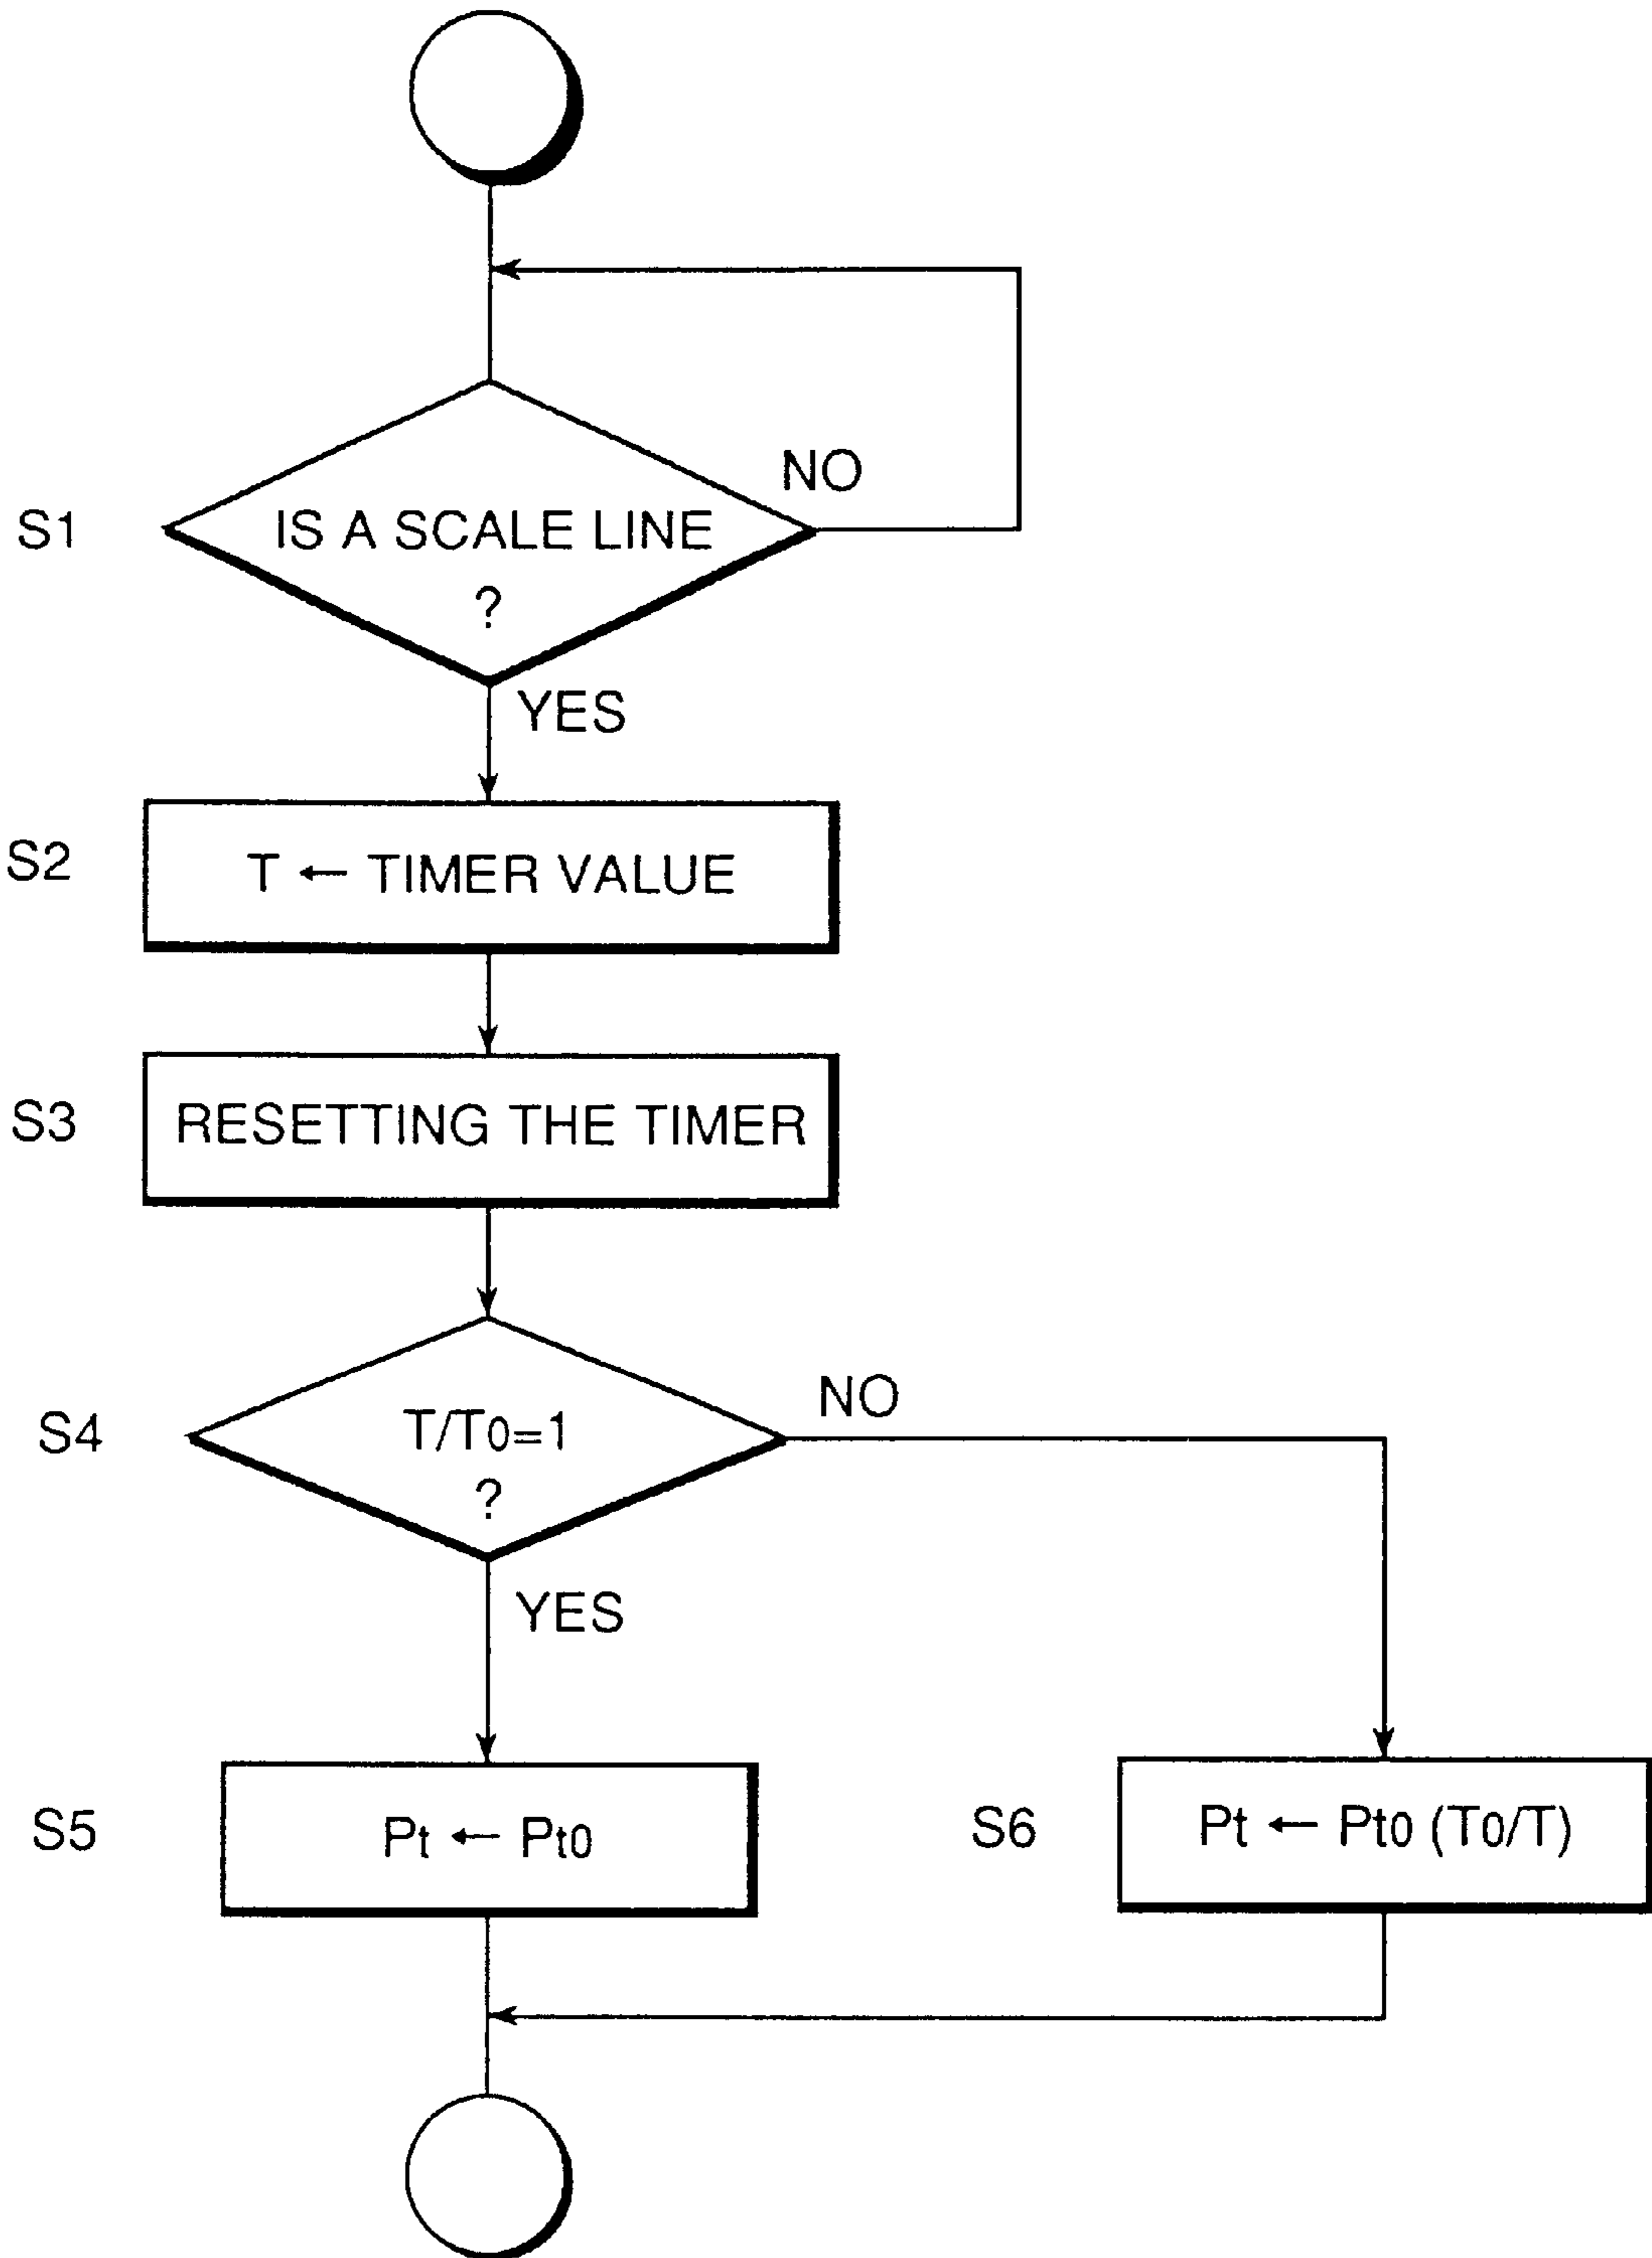 NO
S1
IS A SCALE LINE
?
YES
S2
T ← TIMER VALUE
S3
RESETTING THE TIMER
NO
S4
T/T0=1
?
YES
S5
Pt ← Pt0
S6
Pt ← Pt0 (T0/T)